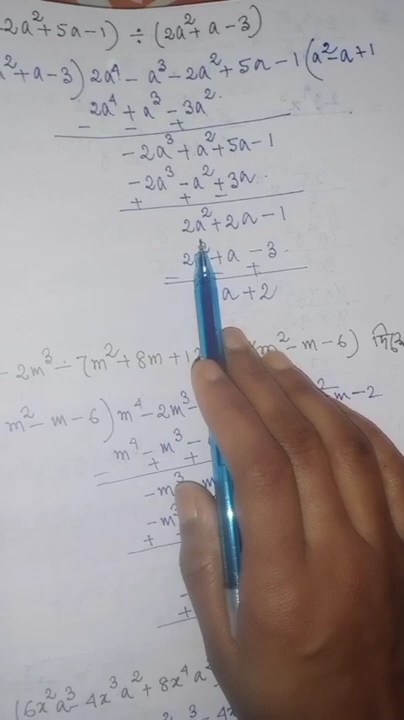 2a² + 5a - 1) ÷ (2a² + a - 3)
² + a - 3) 2a⁴ - a³ - 2a² + 5a - 1 (a² - a + 1
2a⁴ + a³ - 3a²
- - +
-2a³ + a² + 5a - 1
-2a³ - a² + 3a
+ + -
2a² + 2a - 1
2a² + a - 3
- - +
a + 2
- 2m³ - 7m² + 8m + 1 m² - m - 6)
m² - m - 6) m⁴ - 2m³ - m - 2
m⁴ - m³ -
- + +
-m³
-m³
+
+
(6x²a³ - 4x³a² + 8x⁴a